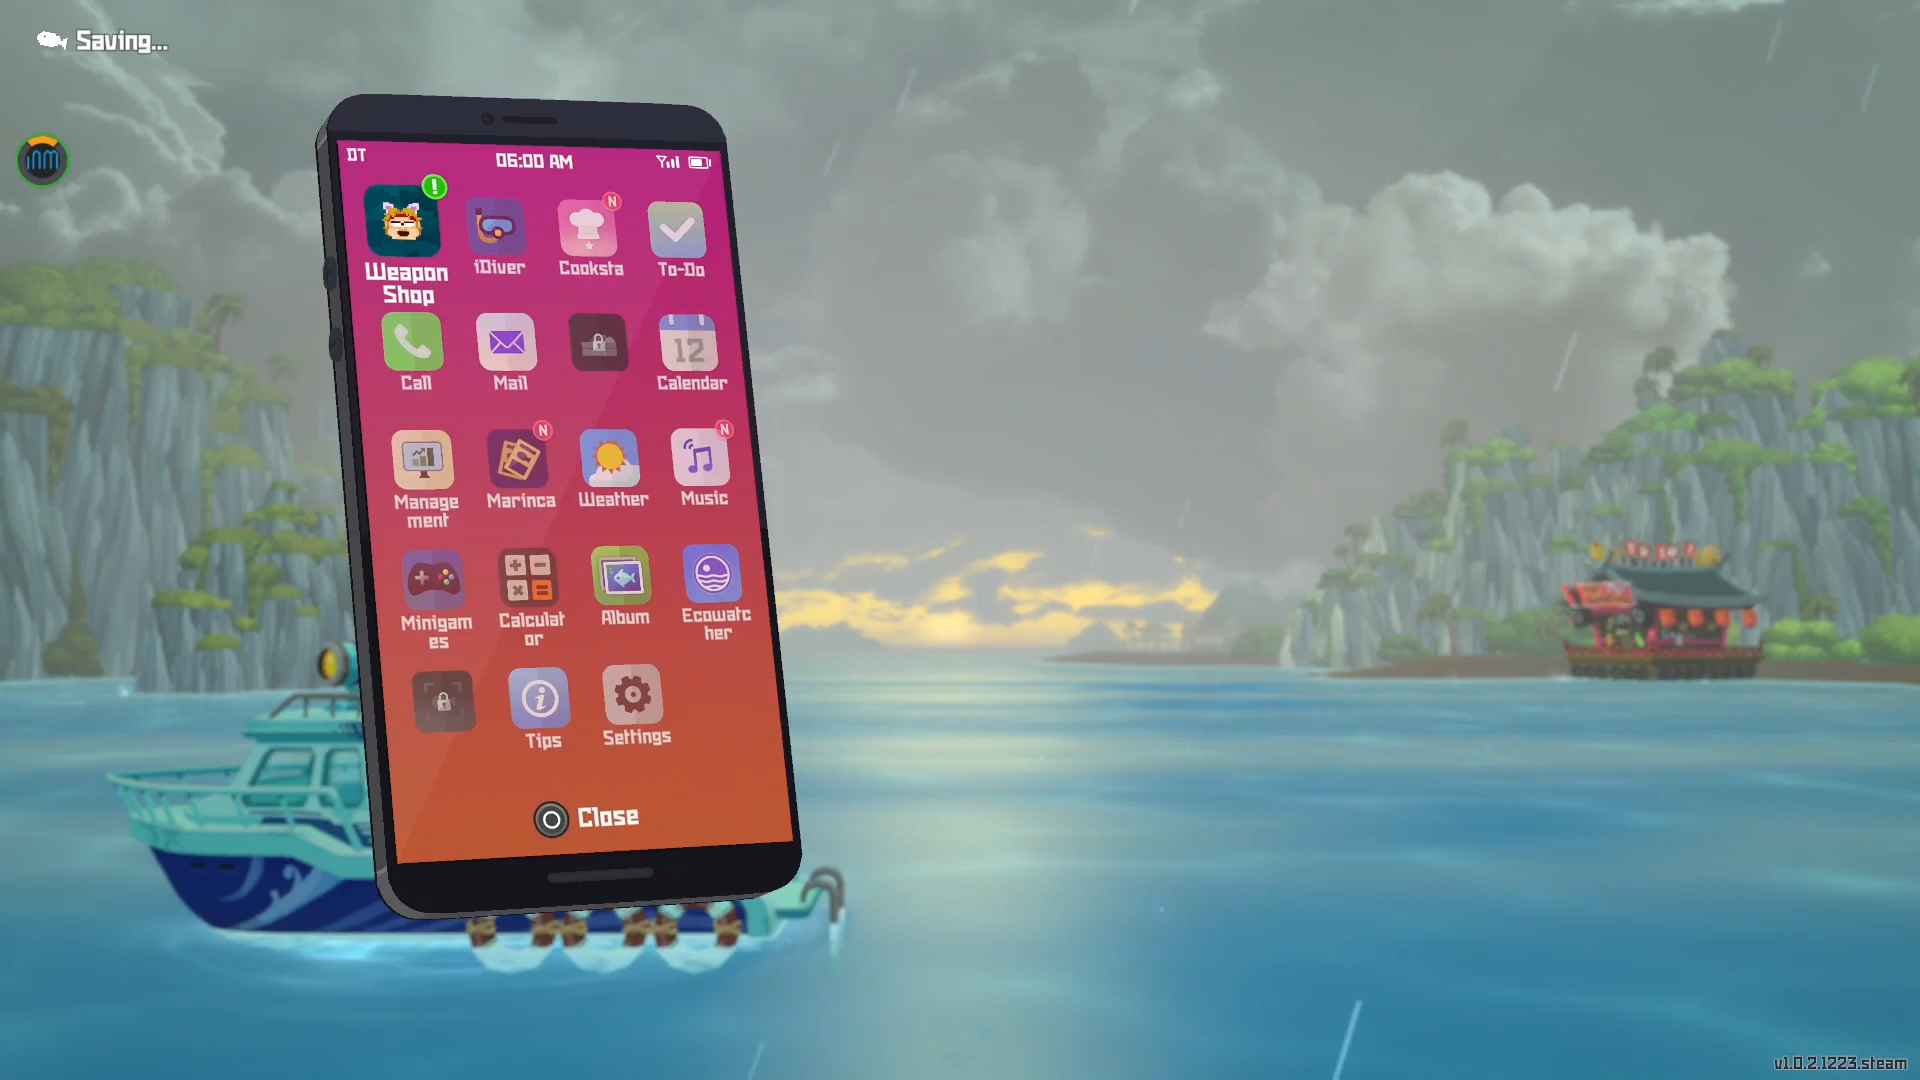 Saving...
DT
06:00 AM
!
Weapon
Shop
iDiver
N
Cooksta
To-Do
Call
Mail
12
Calendar
Manage
ment
N
Marinca
Weather
N
Music
Minigam
es
Calculat
or
Album
Ecowatc
her
Tips
Settings
Close
v1.0.2.1223.steam